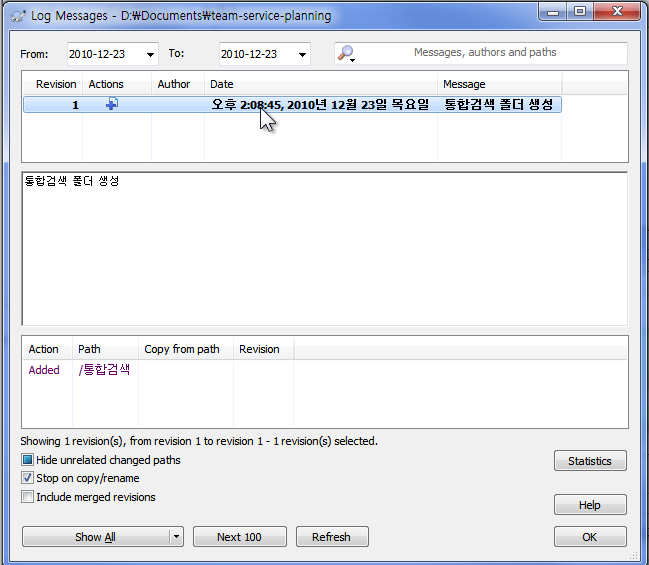 Log Messages - D:₩Documents₩team-service-planning
From: 2010-12-23 To: 2010-12-23 Messages, authors and paths
Revision Actions Author Date Message
1 오후 2:08:45, 2010년 12월 23일 목요일 통합검색 폴더 생성
통합검색 폴더 생성
Action Path Copy from path Revision
Added /통합검색
Showing 1 revision(s), from revision 1 to revision 1 - 1 revision(s) selected.
Hide unrelated changed paths
Statistics
Stop on copy/rename
Include merged revisions
Help
Show All Next 100 Refresh OK